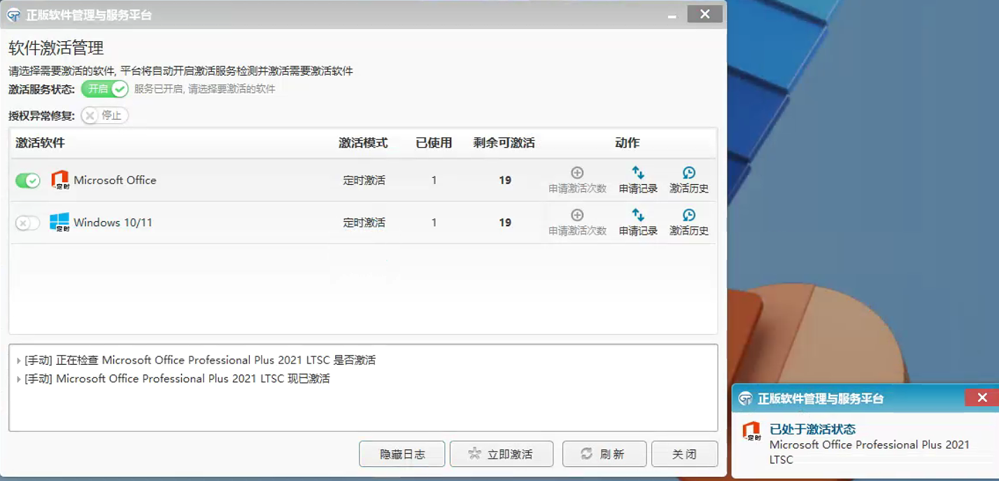 正版软件管理与服务平台
软件激活管理
请选择需要激活的软件, 平台将自动开启激活服务检测并激活需要激活软件
激活服务状态: 开启 服务已开启, 请选择要激活的软件
授权异常修复: 停止
激活软件 激活模式 已使用 剩余可激活 动作
定时 Microsoft Office 定时激活 1 19 申请激活次数 申请记录 激活历史
定时 Windows 10/11 定时激活 1 19 申请激活次数 申请记录 激活历史
[手动] 正在检查 Microsoft Office Professional Plus 2021 LTSC 是否激活
[手动] Microsoft Office Professional Plus 2021 LTSC 现已激活
隐藏日志 立即激活 刷新 关闭
正版软件管理与服务平台
已处于激活状态
定时 Microsoft Office Professional Plus 2021
LTSC